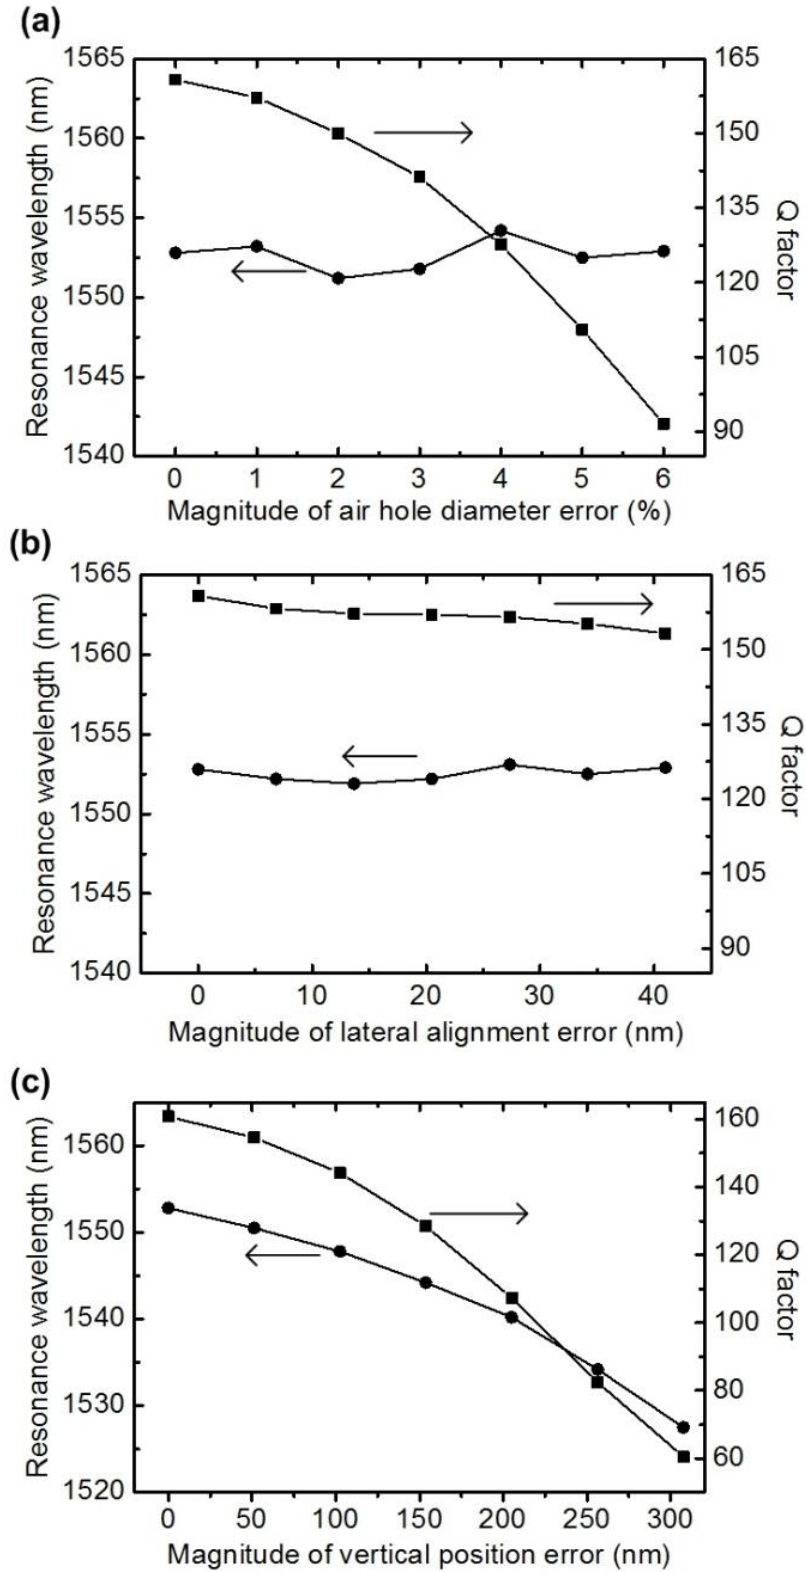 (a)
1565
1560
1555
1550
1545
1540
Resonance wavelength (nm)
165
150
135
120
105
90
Q factor
0 1 2 3 4 5 6
Magnitude of air hole diameter error (%)
(b)
1565
1560
1555
1550
1545
1540
Resonance wavelength (nm)
165
150
135
120
105
90
Q factor
0 10 20 30 40
Magnitude of lateral alignment error (nm)
(c)
1560
1550
1540
1530
1520
Resonance wavelength (nm)
160
140
120
100
80
60
Q factor
0 50 100 150 200 250 300
Magnitude of vertical position error (nm)